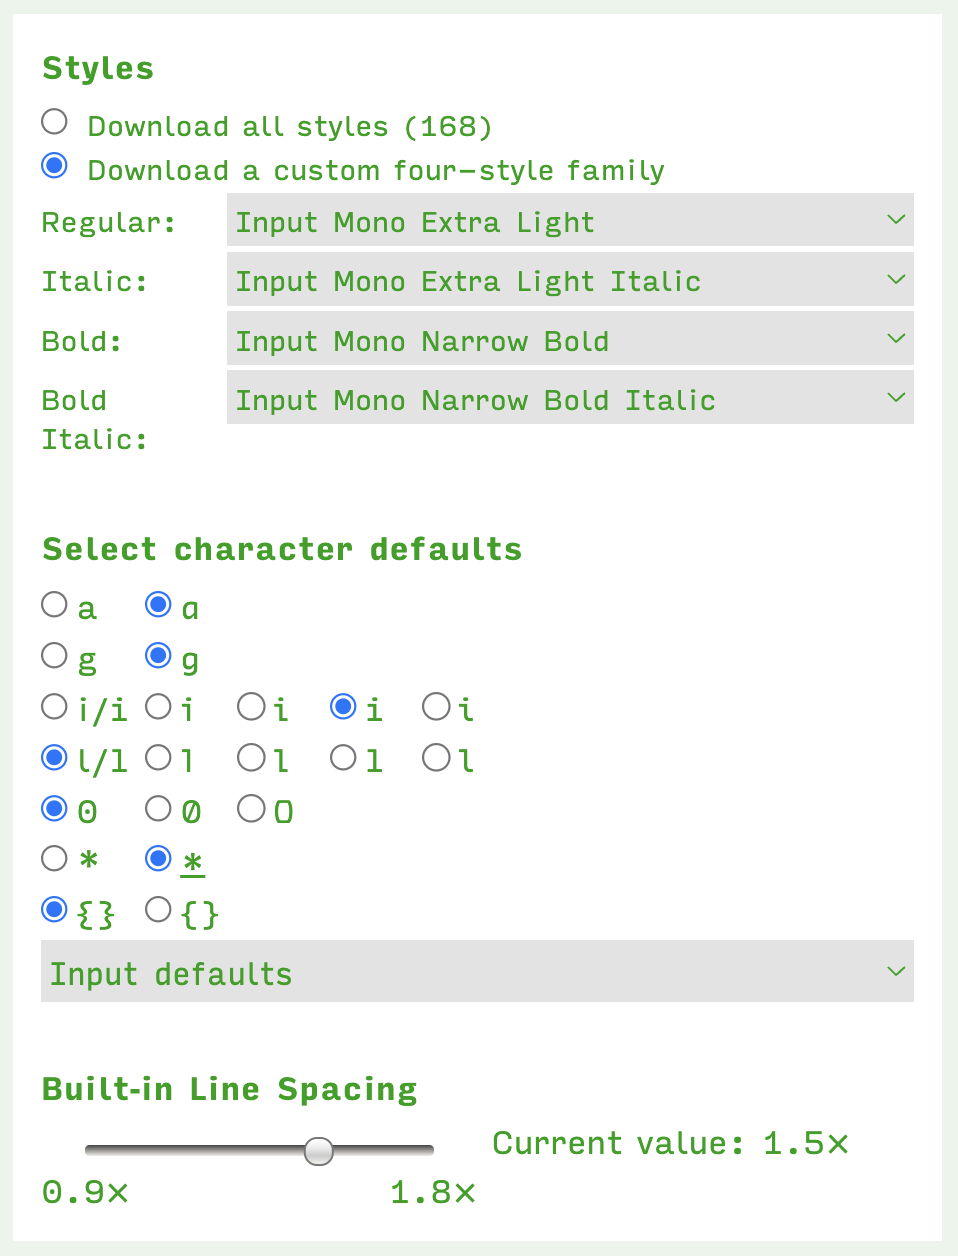 Styles
Download all styles (168)
Download a custom four-style family
Regular: Input Mono Extra Light
Italic: Input Mono Extra Light Italic
Bold: Input Mono Narrow Bold
Bold Italic: Input Mono Narrow Bold Italic
Select character defaults
a a
g g
i/i i i i i
l/l l l l l
0 0 0
* *
{} {}
Input defaults
Built-in Line Spacing
Current value: 1.5×
0.9× 1.8×